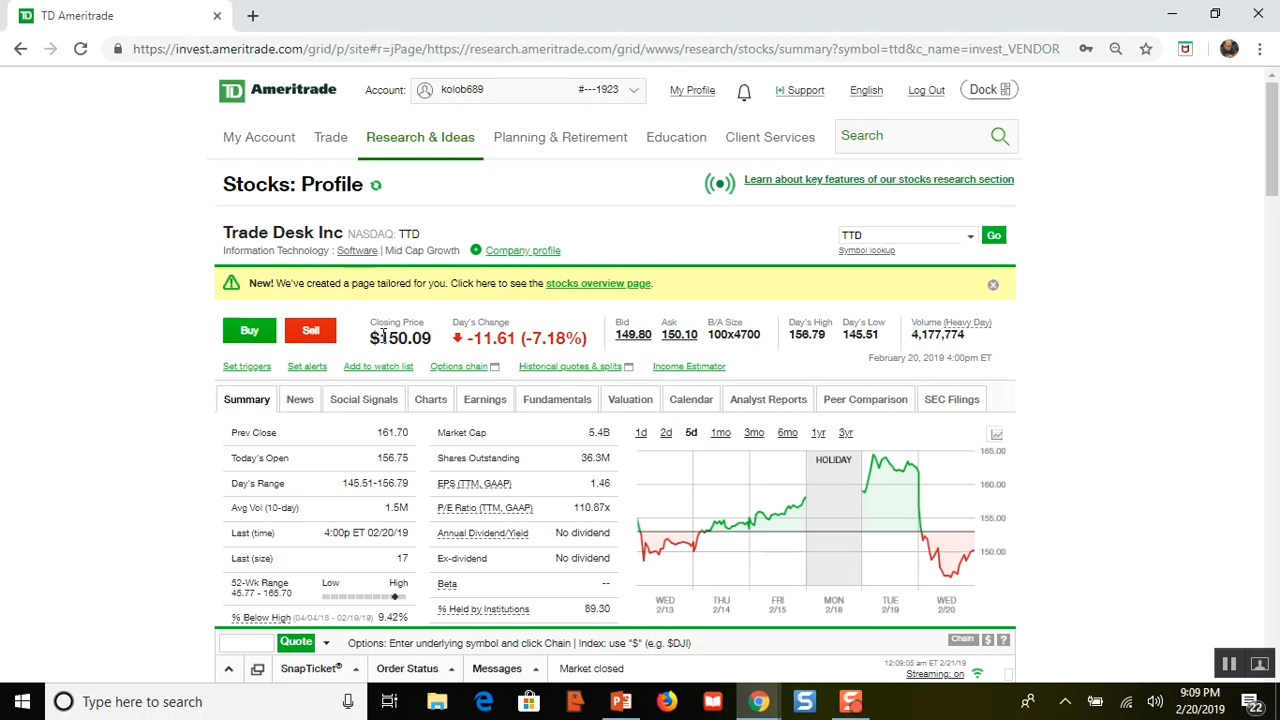 TD Ameritrade
https://invest.ameritrade.com/grid/p/site#r=jPage/https://research.ameritrade.com/grid/wwws/research/stocks/summary?symbol=ttd&c_name=invest_VENDOR
TD Ameritrade Account: kolob689 #---1923 My Profile Support English Log Out Dock
My Account Trade Research & Ideas Planning & Retirement Education Client Services Search
Stocks: Profile Learn about key features of our stocks research section
Trade Desk Inc NASDAQ: TTD TTD Go
Information Technology : Software | Mid Cap Growth Company profile Symbol lookup
New! We've created a page tailored for you. Click here to see the stocks overview page.
Closing Price Day's Change Bid Ask B/A Size Day's High Day's Low Volume (Heavy Day)
Buy Sell $150.09 -11.61 (-7.18%) 149.80 150.10 100x4700 156.79 145.51 4,177,774
February 20, 2019 4:00pm ET
Set triggers Set alerts Add to watch list Options chain Historical quotes & splits Income Estimator
Summary News Social Signals Charts Earnings Fundamentals Valuation Calendar Analyst Reports Peer Comparison SEC Filings
Prev Close 161.70 Market Cap 5.4B 1d 2d 5d 1mo 3mo 6mo 1yr 3yr
Today's Open 156.75 Shares Outstanding 36.3M
Day's Range 145.51-156.79 EPS (TTM, GAAP) 1.46
Avg Vol (10-day) 1.5M P/E Ratio (TTM, GAAP) 110.87x
Last (time) 4:00p ET 02/20/19 Annual Dividend/Yield No dividend
Last (size) 17 Ex-dividend No dividend
52-Wk Range Low High Beta --
45.77 - 165.70
% Below High (04/04/18 - 02/19/19) 9.42% % Held by Institutions 89.30
HOLIDAY
165.00
160.00
155.00
150.00
WED THU FRI MON TUE WED
2/13 2/14 2/15 2/18 2/19 2/20
Quote Options: Enter underlying symbol and click Chain | Index: use "$" (e.g. $DJI) Chain $ ?
SnapTicket® Order Status Messages Market closed 12:09:05 am ET 2/21/19
Streaming: on
Type here to search 9:09 PM
2/20/2019 22